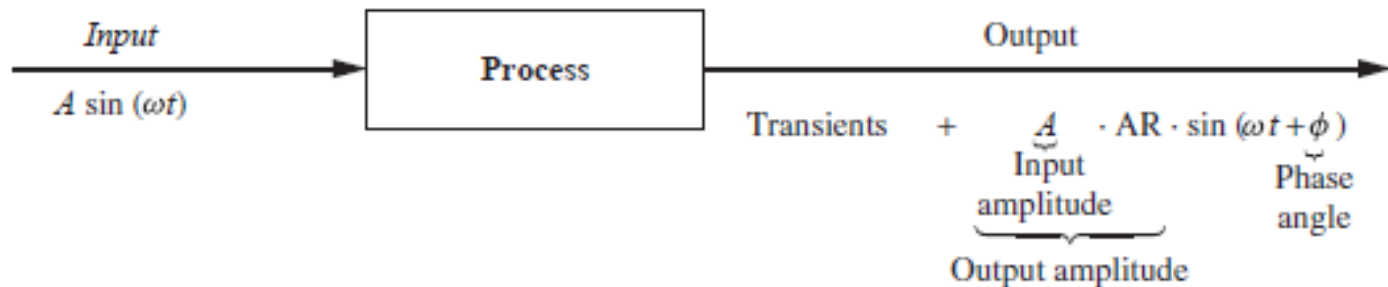 Input
A sin (ωt)
Process
Output
Transients + A · AR · sin (ωt+ϕ)
Input
amplitude
Phase
angle
Output amplitude